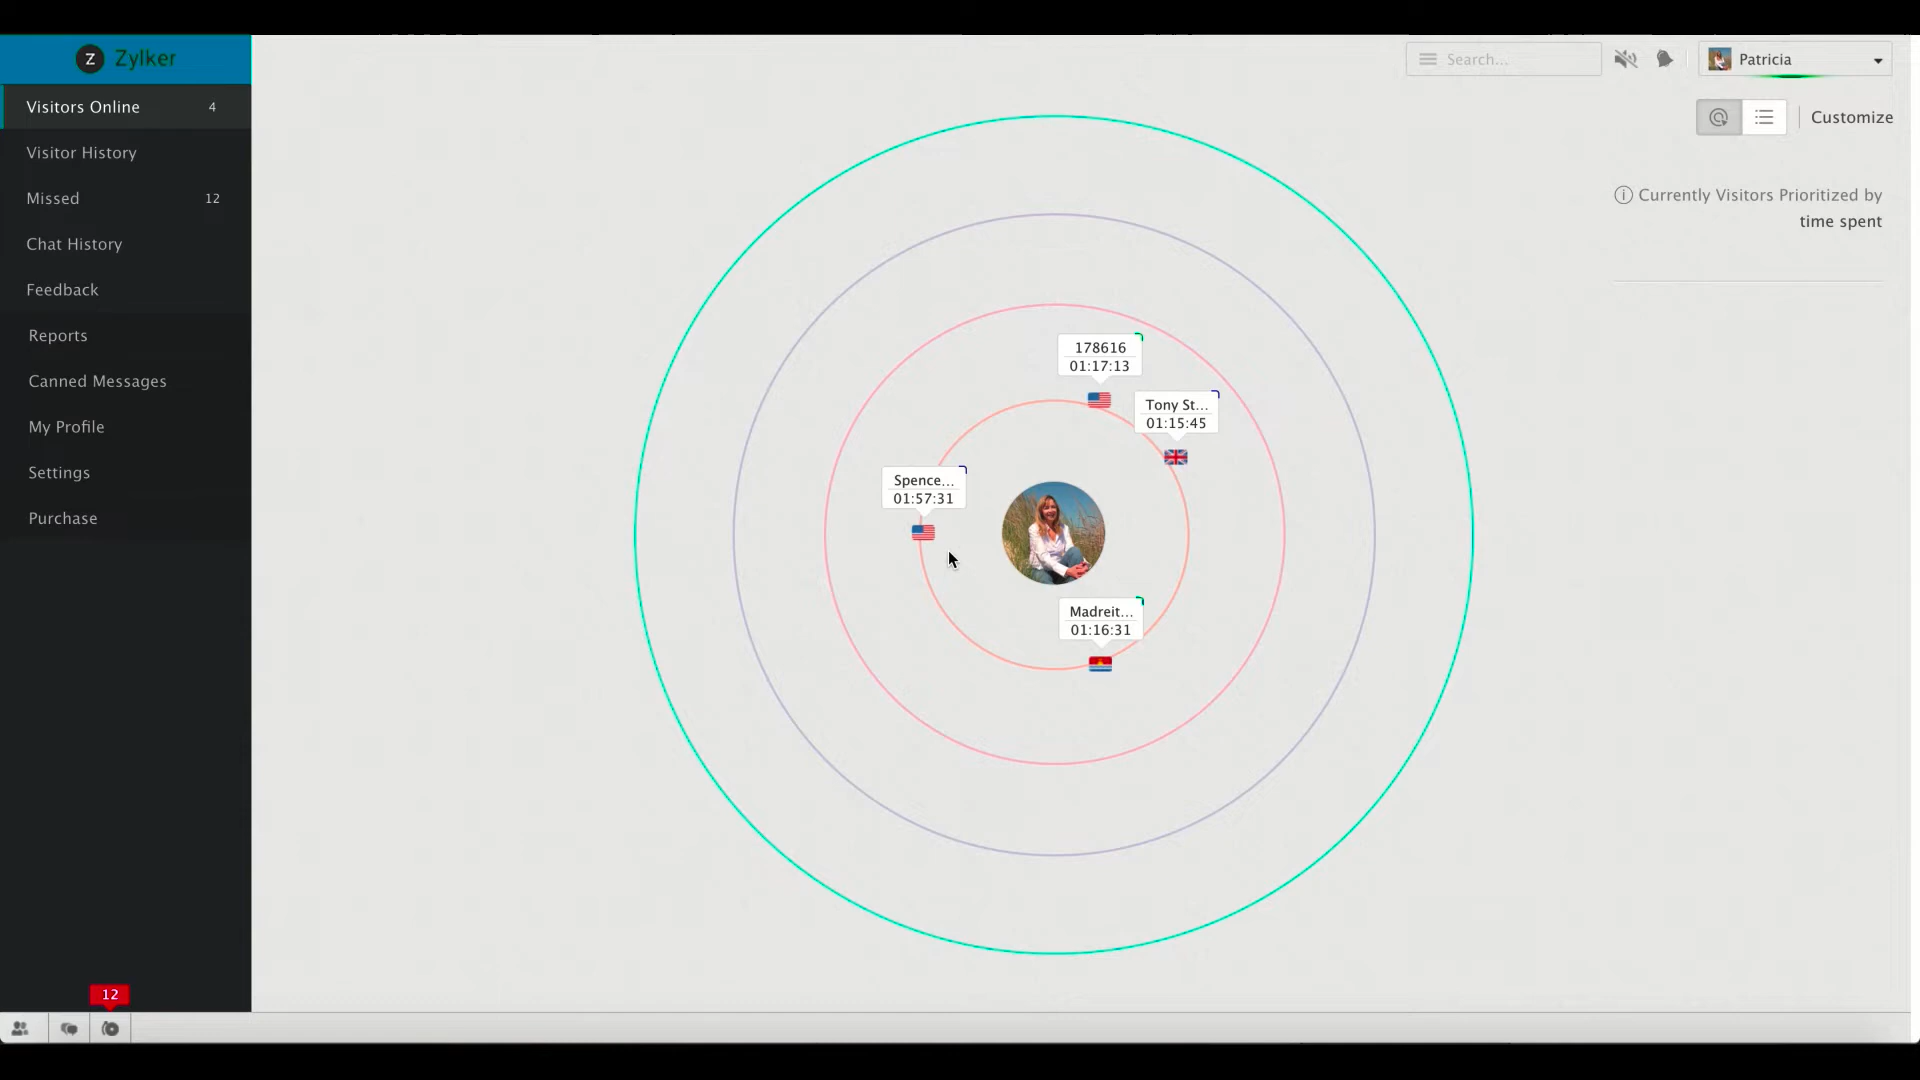 Z Zylker
Search...
Patricia
Visitors Online 4
Customize
Visitor History
Currently Visitors Prioritized by
time spent
Missed 12
Chat History
Feedback
Reports
Canned Messages
My Profile
Settings
Purchase
178616
01:17:13
Tony St...
01:15:45
Spence...
01:57:31
Madreit...
01:16:31
12